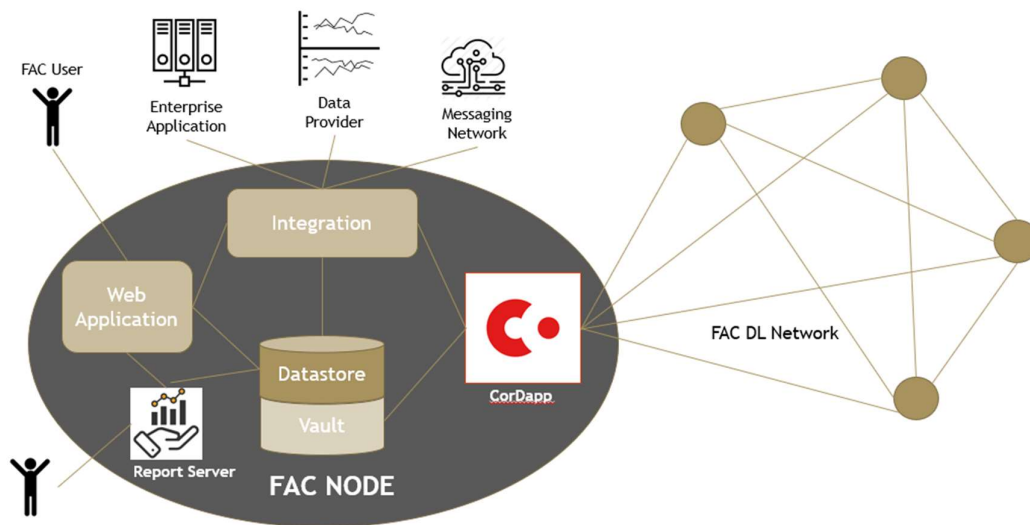 FAC User
Enterprise
Application
Data
Provider
Messaging
Network
Integration
Web
Application
Datastore
Vault
CorDapp
Report Server
FAC NODE
FAC DL Network